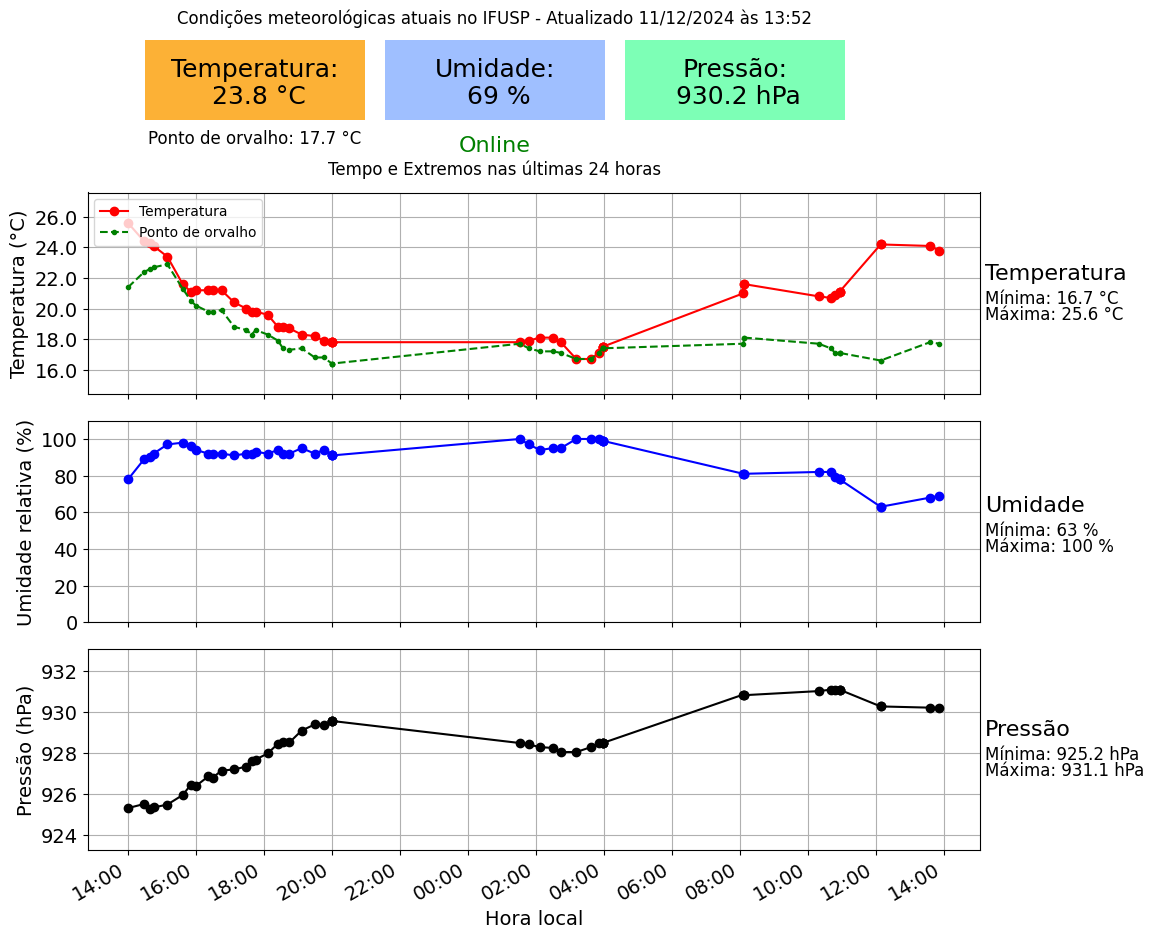 Condições meteorológicas atuais no IFUSP - Atualizado 11/12/2024 às 13:52
Temperatura:
23.8 °C
Umidade:
69 %
Pressão:
930.2 hPa
Ponto de orvalho: 17.7 °C
Online
Tempo e Extremos nas últimas 24 horas
Temperatura (°C)
26.0
24.0
22.0
20.0
18.0
16.0
Temperatura
Ponto de orvalho
Temperatura
Mínima: 16.7 °C
Máxima: 25.6 °C
Umidade relativa (%)
100
80
60
40
20
0
Umidade
Mínima: 63 %
Máxima: 100 %
Pressão (hPa)
932
930
928
926
924
Pressão
Mínima: 925.2 hPa
Máxima: 931.1 hPa
14:00 16:00 18:00 20:00 22:00 00:00 02:00 04:00 06:00 08:00 10:00 12:00 14:00
Hora local